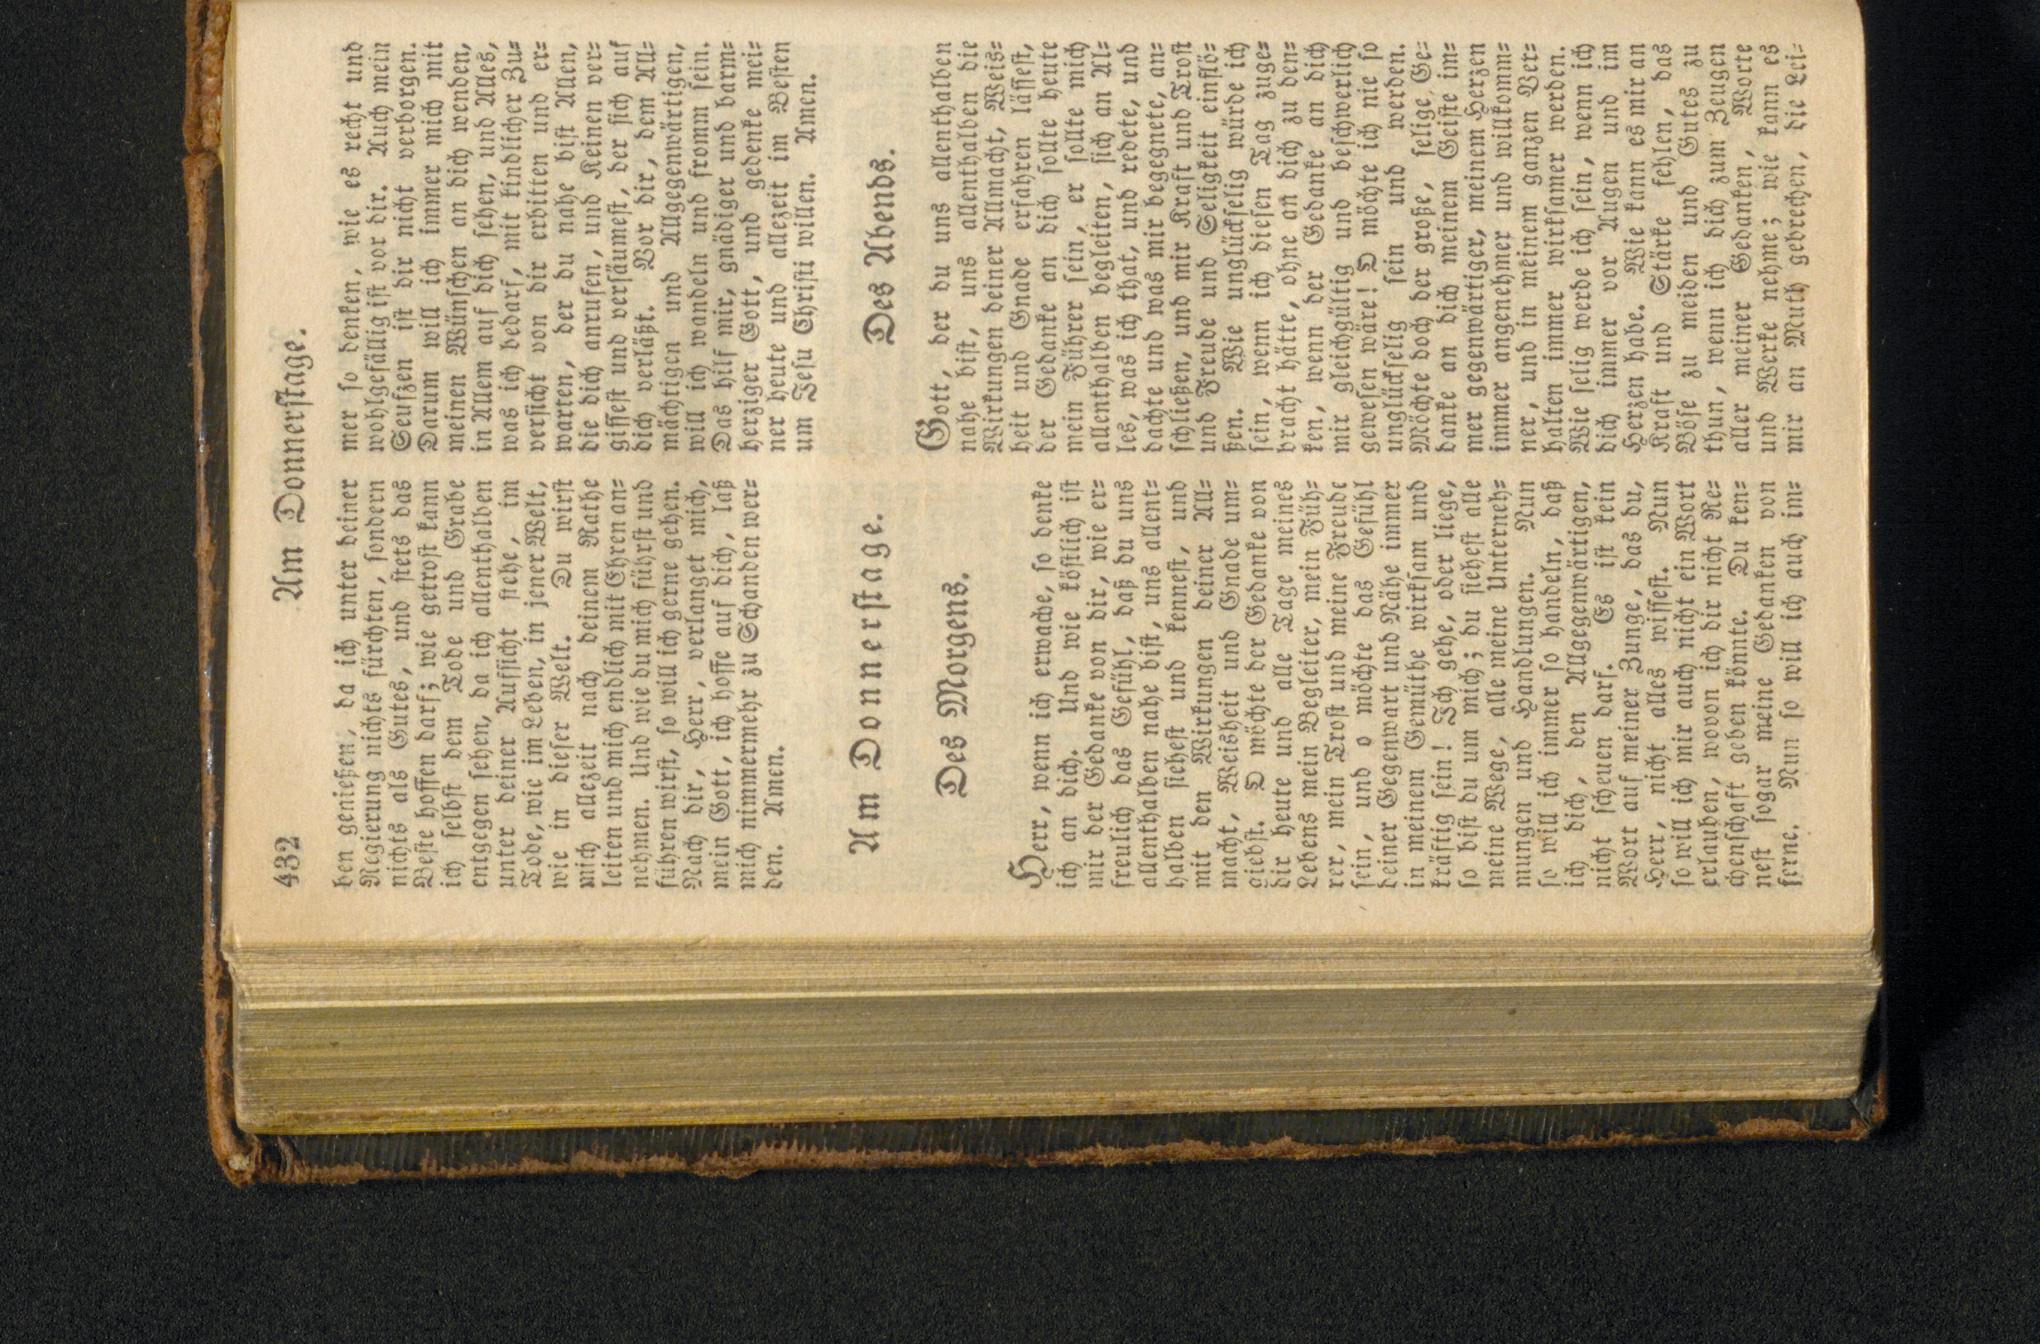 432
Am Donnerſtage.
ben genießen, da ich unter deiner
Regierung nichts fürchten, ſondern
nichts als Gutes, und ſtets das
Beſte hoffen darf; wie getroſt kann
ich ſelbſt dem Tode und Grabe
entgegen ſehen, da ich allenthalben
unter deiner Aufſicht ſtehe, im
Tode, wie im Leben, in jener Welt,
wie in dieſer Welt. Du wirſt
mich allezeit nach deinem Rathe
leiten und mich endlich mit Ehren an⸗
nehmen. Und wie du mich führſt und
führen wirſt, ſo will ich gerne gehen.
Nach dir, Herr, verlanget mich,
mein Gott, ich hoffe auf dich, laß
mich nimmermehr zu Schanden wer⸗
den. Amen.
Am Donnerſtage.
Des Morgens.
Herr, wenn ich erwache, ſo denke
ich an dich. Und wie köſtlich iſt
mir der Gedanke von dir, wie er⸗
freulich das Gefühl, daß du uns
allenthalben nahe biſt, uns allent⸗
halben ſieheſt und kenneſt, und
mit den Wirkungen deiner All⸗
macht, Weisheit und Gnade um⸗
giebſt. O möchte der Gedanke von
dir heute und alle Tage meines
Lebens mein Begleiter, mein Füh⸗
rer, mein Troſt und meine Freude
ſein, und o möchte das Gefühl
deiner Gegenwart und Nähe immer
in meinem Gemüthe wirkſam und
kräftig ſein! Ich gehe, oder liege,
ſo biſt du um mich; du ſieheſt alle
meine Wege, alle meine Unterneh⸗
mungen und Handlungen. Nun
ſo will ich immer ſo handeln, daß
ich dich, den Allgegenwärtigen,
nicht ſcheuen darf. Es iſt kein
Wort auf meiner Zunge, das du,
Herr, nicht alles wiſſeſt. Nun
ſo will ich mir auch nicht ein Wort
erlauben, wovon ich dir nicht Re⸗
chenſchaft geben könnte. Du ken⸗
neſt ſogar meine Gedanken von
ferne. Nun ſo will ich auch im⸗
mer ſo denken, wie es recht und
wohlgefällig iſt vor dir. Auch mein
Seufzen iſt dir nicht verborgen.
Darum will ich immer mich mit
meinen Wünſchen an dich wenden,
in Allem auf dich ſehen, und Alles,
was ich bedarf, mit kindlicher Zu⸗
verſicht von dir erbitten und er⸗
warten, der du nahe biſt Allen,
die dich anrufen, und Keinen ver⸗
giſſeſt und verſäumeſt, der ſich auf
dich verläßt. Vor dir, dem All⸗
mächtigen und Allgegenwärtigen,
will ich wandeln und fromm ſein.
Das hilf mir, gnädiger und barm⸗
herziger Gott, und gedenke mei⸗
ner heute und allezeit im Beſten
um Jeſu Chriſti willen. Amen.
Des Abends.
Gott, der du uns allenthalben
nahe biſt, uns allenthalben die
Wirkungen deiner Allmacht, Weis⸗
heit und Gnade erfahren läſſeſt,
der Gedanke an dich ſollte heute
mein Führer ſein, er ſollte mich
allenthalben begleiten, ſich an Al⸗
les, was ich that, und redete, und
dachte und was mir begegnete, an⸗
ſchließen, und mir Kraft und Troſt
und Freude und Seligkeit einflö⸗
ßen. Wie unglückſelig würde ich
ſein, wenn ich dieſen Tag zuge⸗
bracht hätte, ohne an dich zu den⸗
ken, wenn der Gedanke an dich
mir gleichgültig und beſchwerlich
geweſen wäre! O möchte ich nie ſo
unglückſelig ſein und werden.
Möchte doch der große, ſelige Ge⸗
danke an dich meinem Geiſte im⸗
mer gegenwärtiger, meinem Herzen
immer angenehmer und willkomm⸗
ner, und in meinem ganzen Ver⸗
halten immer wirkſamer werden.
Wie ſelig werde ich ſein, wenn ich
dich immer vor Augen und im
Herzen habe. Wie kann es mir an
Kraft und Stärke fehlen, das
Böſe zu meiden und Gutes zu
thun, wenn ich dich zum Zeugen
aller meiner Gedanken, Worte
und Werke nehme; wie kann es
mir an Muth gebrechen, die Lei⸗